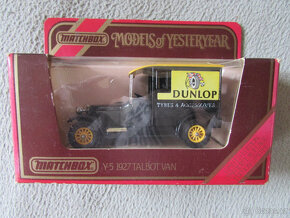 MATCHBOX
MODELS of YESTERYEAR
DUNLOP
TYRES & ACCESSORIES
MATCHBOX
Y-5 1927 TALBOT VAN